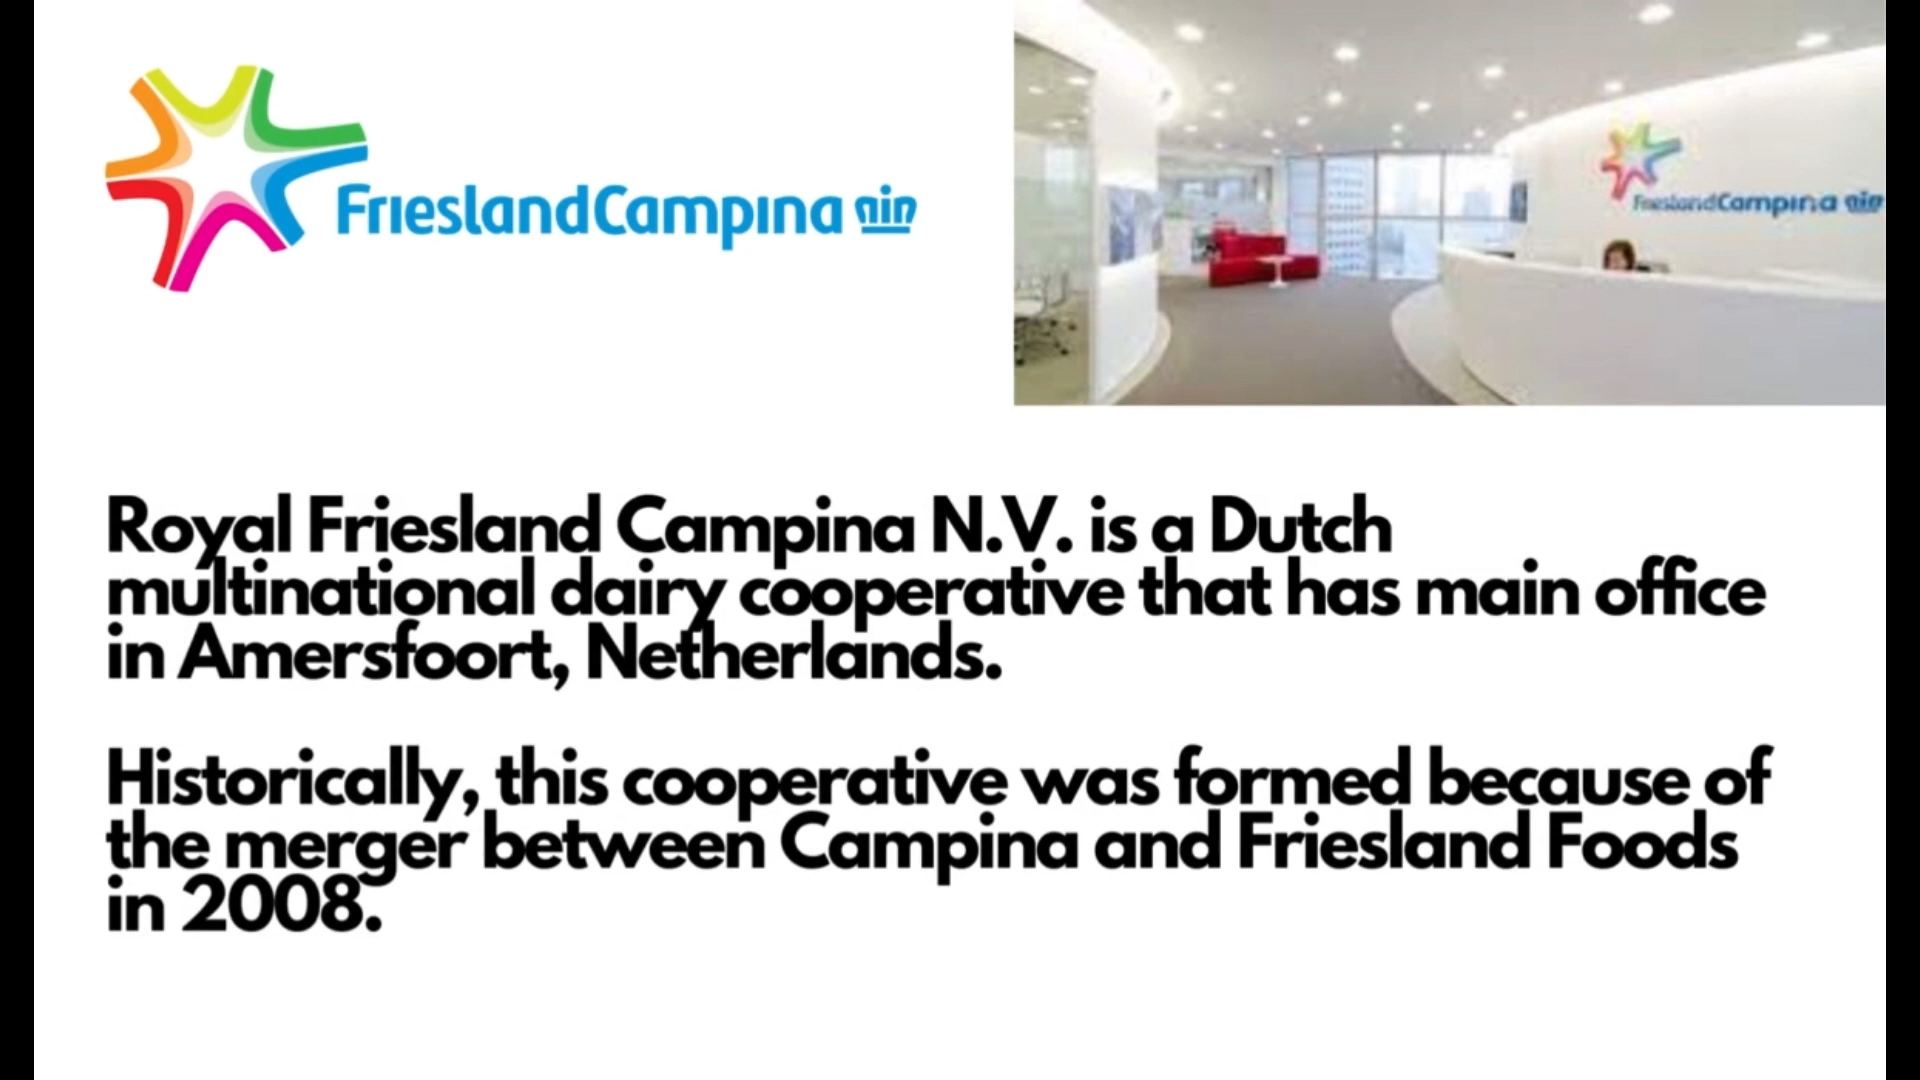 FrieslandCampina
FrieslandCampina
Royal Friesland Campina N.V. is a Dutch
multinational dairy cooperative that has main office
in Amersfoort, Netherlands.
Historically, this cooperative was formed because of
the merger between Campina and Friesland Foods
in 2008.